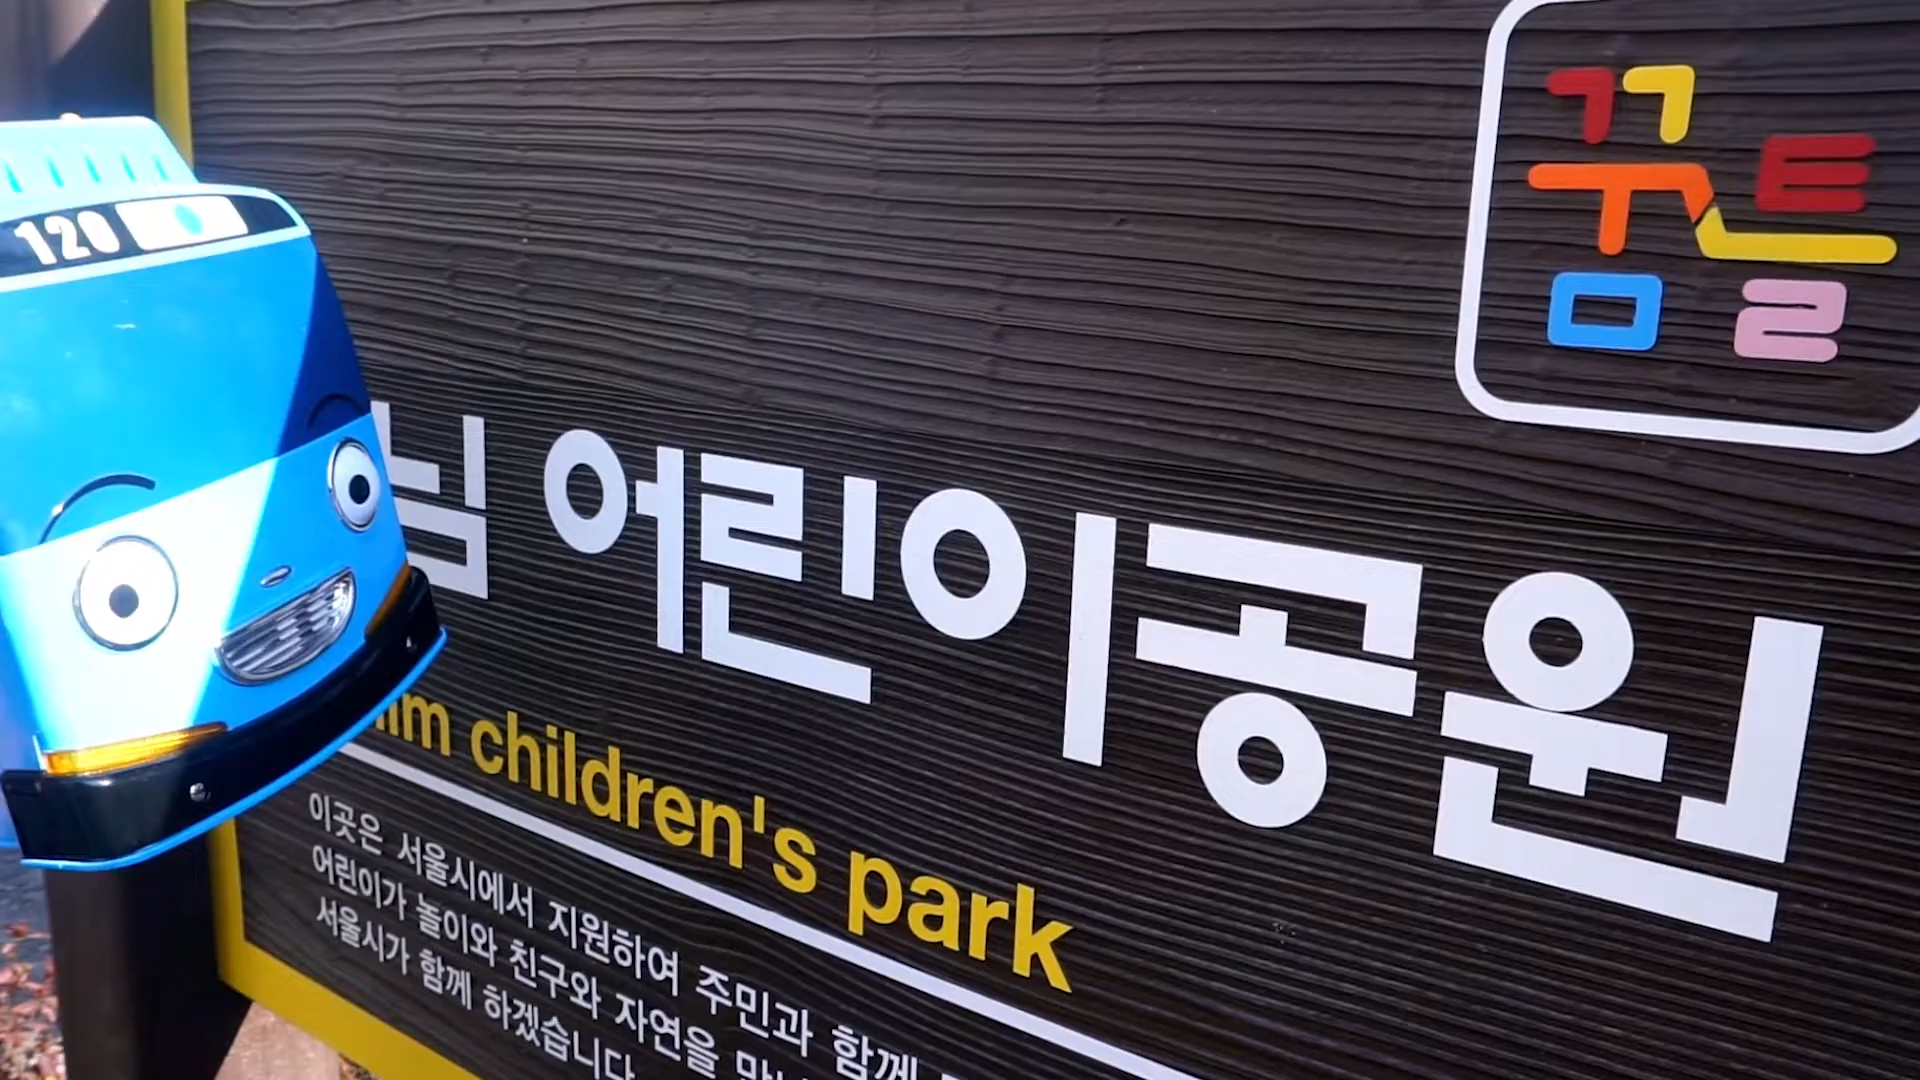 120
꿈틀
님 어린이공원
children's park
이곳은 서울시에서 지원하여 주민과 함께
어린이가 놀이와 친구와 자연을
서울시가 함께 하겠습니다